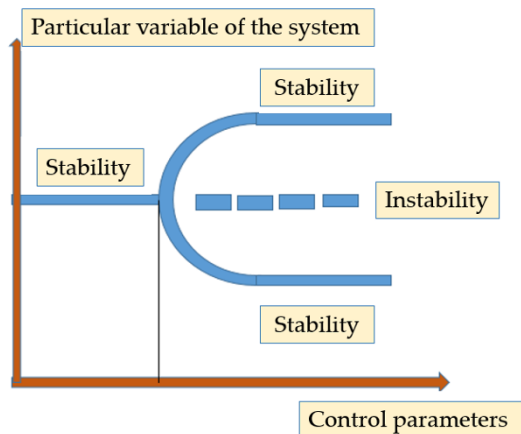 Particular variable of the system
Stability
Stability
Instability
Stability
Control parameters